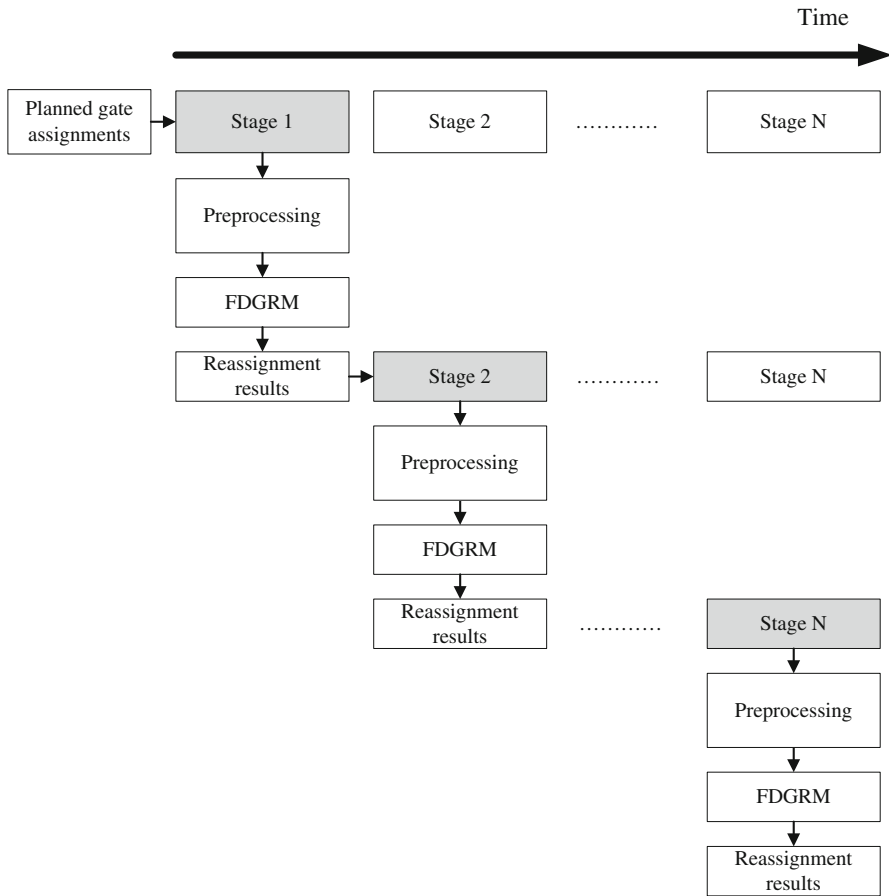 Time
Planned gate
assignments
Stage 1
Stage 2
............
Stage N
Preprocessing
FDGRM
Reassignment
results
Stage 2
............
Stage N
Preprocessing
FDGRM
Reassignment
results
............
Stage N
Preprocessing
FDGRM
Reassignment
results